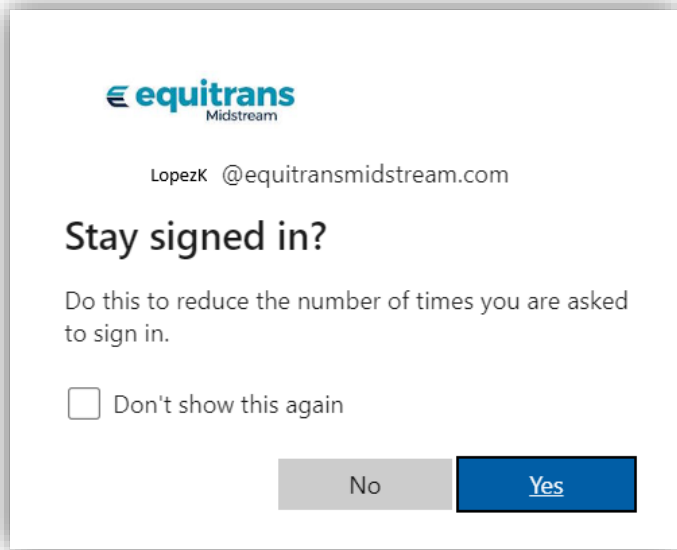 equitrans
Midstream
LopezK @equitransmidstream.com
Stay signed in?
Do this to reduce the number of times you are asked
to sign in.
Don't show this again
No Yes